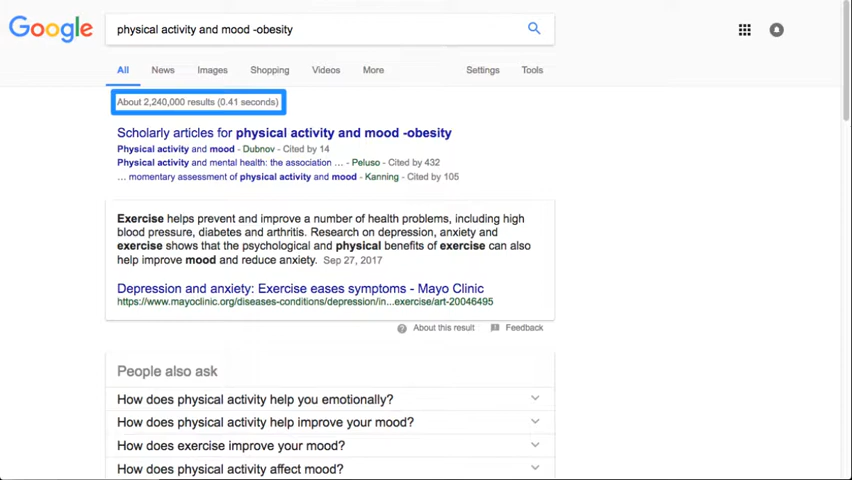 Google
physical activity and mood -obesity
All News Images Shopping Videos More Settings Tools
About 2,240,000 results (0.41 seconds)
Scholarly articles for physical activity and mood -obesity
Physical activity and mood - Dubnov - Cited by 14
Physical activity and mental health: the association ... - Peluso - Cited by 432
... momentary assessment of physical activity and mood - Kanning - Cited by 105
Exercise helps prevent and improve a number of health problems, including high
blood pressure, diabetes and arthritis. Research on depression, anxiety and
exercise shows that the psychological and physical benefits of exercise can also
help improve mood and reduce anxiety. Sep 27, 2017
Depression and anxiety: Exercise eases symptoms - Mayo Clinic
https://www.mayoclinic.org/diseases-conditions/depression/in...exercise/art-20046495
About this result Feedback
People also ask
How does physical activity help you emotionally?
How does physical activity help improve your mood?
How does exercise improve your mood?
How does physical activity affect mood?